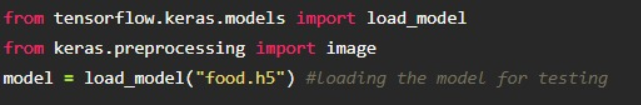 from tensorflow.keras.models import load_model
from keras.preprocessing import image
model = load_model("food.h5") #loading the model for testing